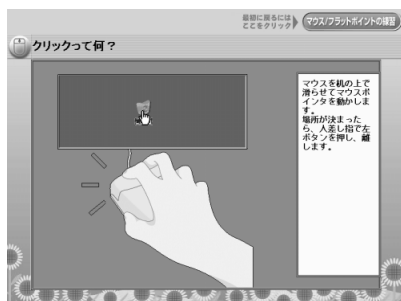 最初に戻るには
ここをクリック
マウス/フラットポイントの練習
クリックって何？
マウスを机の上で
滑らせてマウスポ
インタを動かしま
す。
場所が決まった
ら、人差し指で左
ボタンを押し、離
します。